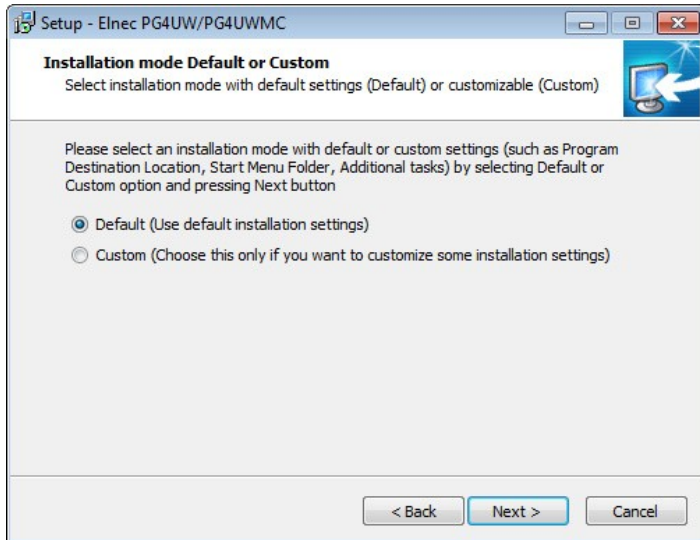 Setup - Elnec PG4UW/PG4UWMC
Installation mode Default or Custom
Select installation mode with default settings (Default) or customizable (Custom)
Please select an installation mode with default or custom settings (such as Program
Destination Location, Start Menu Folder, Additional tasks) by selecting Default or
Custom option and pressing Next button
Default (Use default installation settings)
Custom (Choose this only if you want to customize some installation settings)
< Back
Next >
Cancel